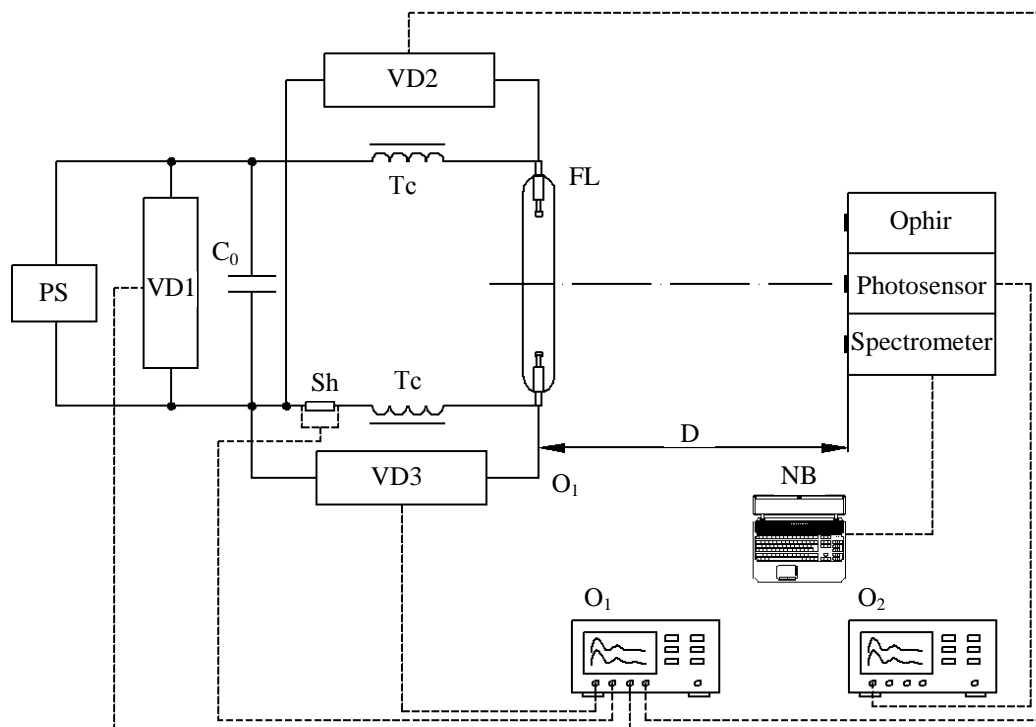 VD2
Tc
FL
Ophir
C₀
PS
VD1
Photosensor
Spectrometer
Sh
Tc
D
VD3
O₁
NB
O₁
O₂